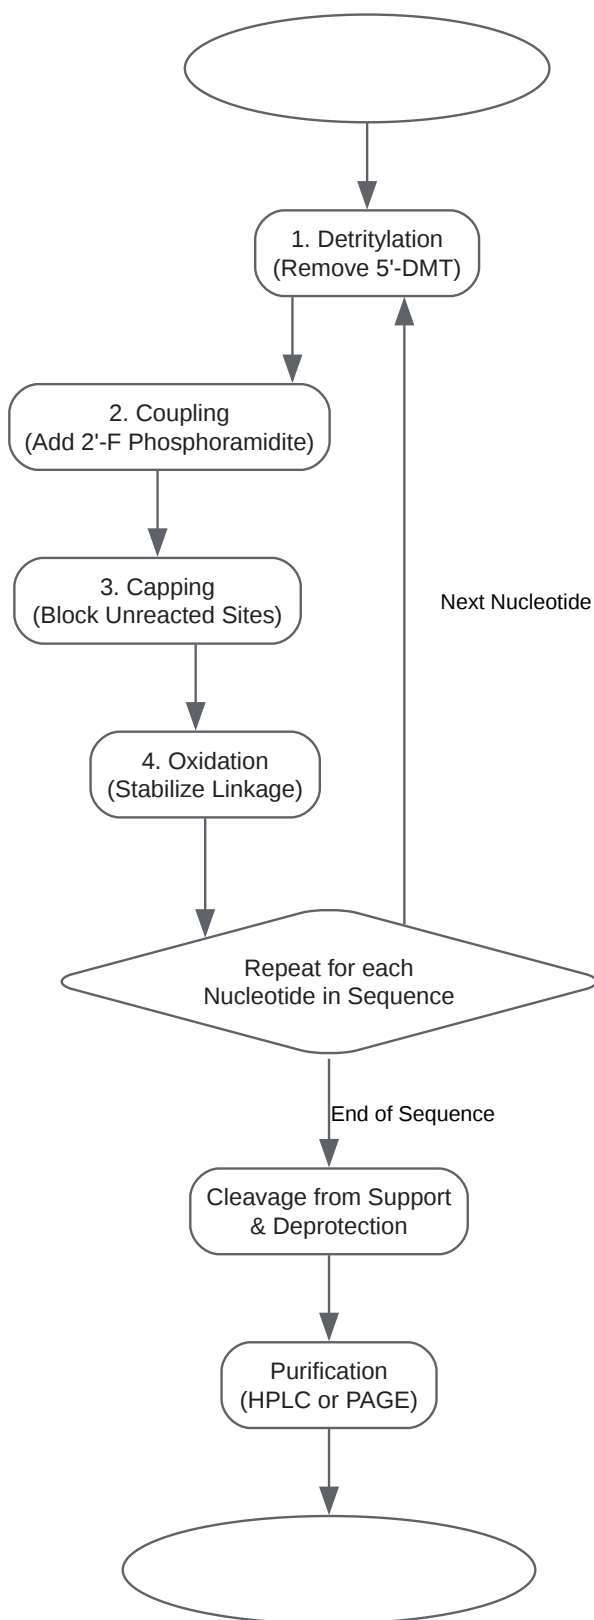 1. Detritylation
(Remove 5'-DMT)
2. Coupling
(Add 2'-F Phosphoramidite)
3. Capping
(Block Unreacted Sites)
Next Nucleotide
4. Oxidation
(Stabilize Linkage)
Repeat for each
Nucleotide in Sequence
End of Sequence
Cleavage from Support
& Deprotection
Purification
(HPLC or PAGE)